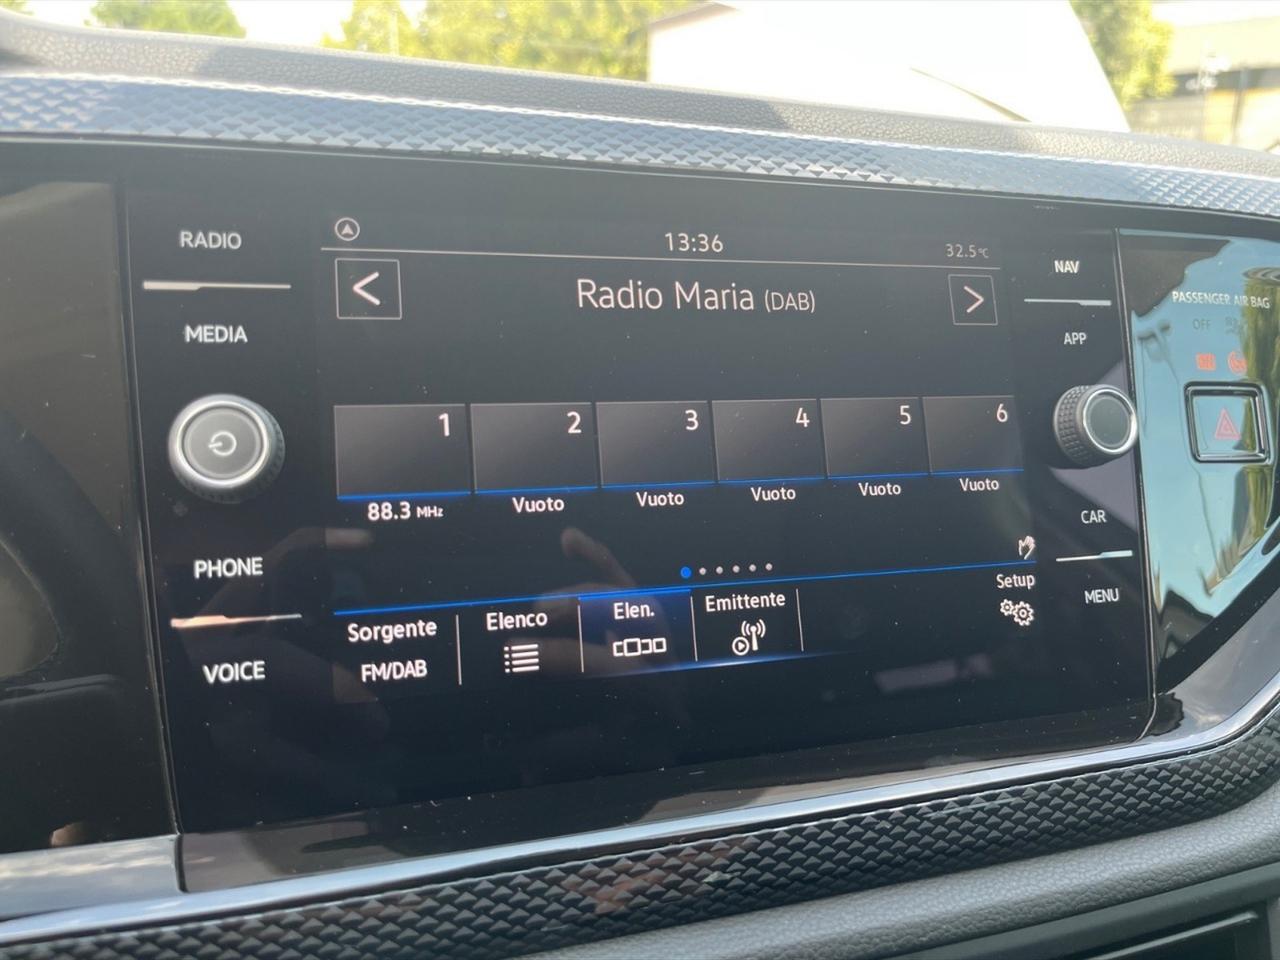 RADIO
MEDIA
PHONE
VOICE
13:36
32.5°C
<
Radio Maria (DAB)
>
1
2
3
4
5
6
88.3 MHz
Vuoto
Vuoto
Vuoto
Vuoto
Vuoto
Sorgente
FM/DAB
Elenco
Elen.
Emittente
Setup
NAV
APP
CAR
MENU
PASSENGER AIR BAG
OFF